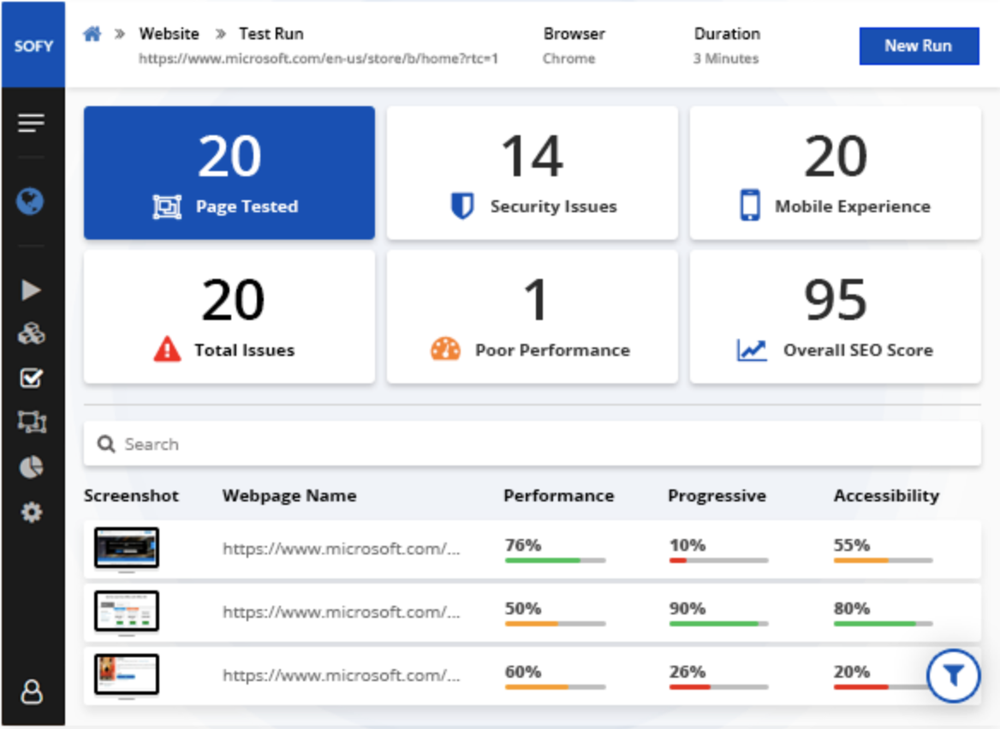 SOFY
Website Test Run
https://www.microsoft.com/en-us/store/b/home?rtc=1
Browser
Chrome
Duration
3 Minutes
New Run
20
Page Tested
14
Security Issues
20
Mobile Experience
20
Total Issues
1
Poor Performance
95
Overall SEO Score
Search
Screenshot Webpage Name Performance Progressive Accessibility
https://www.microsoft.com/... 76% 10% 55%
https://www.microsoft.com/... 50% 90% 80%
https://www.microsoft.com/... 60% 26% 20%